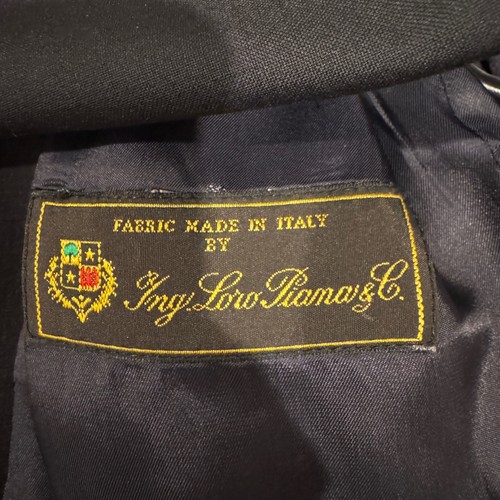 FABRIC MADE IN ITALY
BY
Ing. Loro Piana & C.